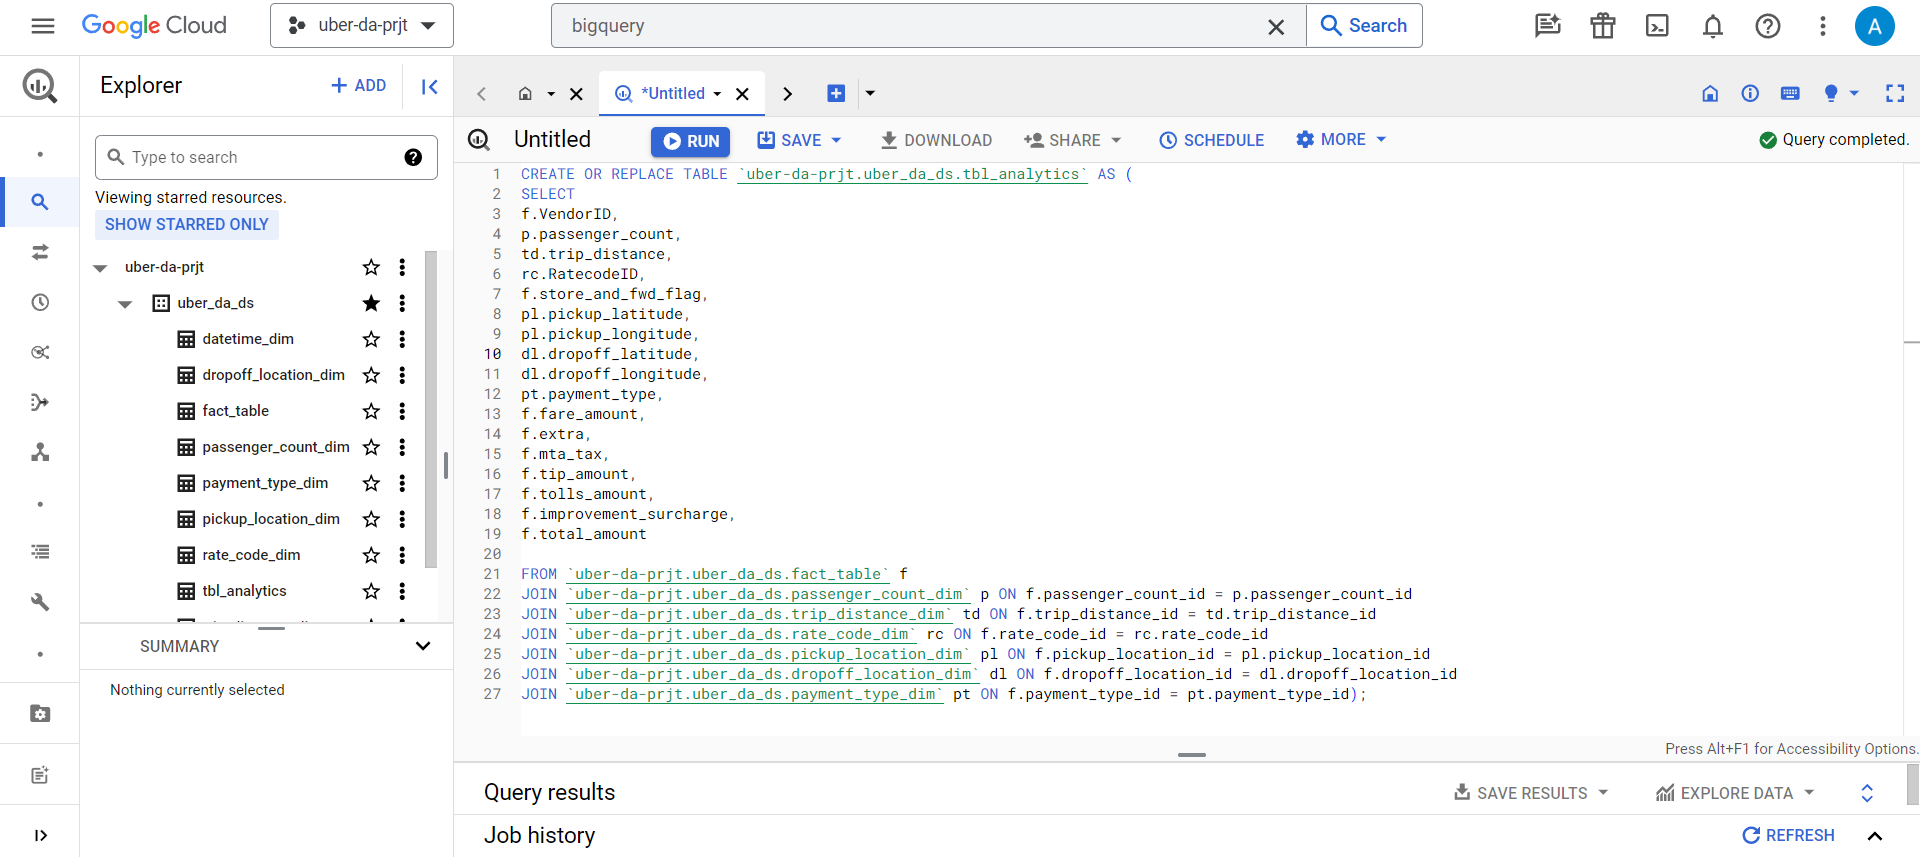 Google Cloud
uber-da-prjt
bigquery
Search
A
Explorer
ADD
*Untitled
Type to search
Viewing starred resources.
SHOW STARRED ONLY
uber-da-prjt
uber_da_ds
datetime_dim
dropoff_location_dim
fact_table
passenger_count_dim
payment_type_dim
pickup_location_dim
rate_code_dim
tbl_analytics
SUMMARY
Nothing currently selected
Untitled
RUN
SAVE
DOWNLOAD
SHARE
SCHEDULE
MORE
Query completed.
1 CREATE OR REPLACE TABLE `uber-da-prjt.uber_da_ds.tbl_analytics` AS (
2 SELECT
3 f.VendorID,
4 p.passenger_count,
5 td.trip_distance,
6 rc.RatecodeID,
7 f.store_and_fwd_flag,
8 pl.pickup_latitude,
9 pl.pickup_longitude,
10 dl.dropoff_latitude,
11 dl.dropoff_longitude,
12 pt.payment_type,
13 f.fare_amount,
14 f.extra,
15 f.mta_tax,
16 f.tip_amount,
17 f.tolls_amount,
18 f.improvement_surcharge,
19 f.total_amount
20
21 FROM `uber-da-prjt.uber_da_ds.fact_table` f
22 JOIN `uber-da-prjt.uber_da_ds.passenger_count_dim` p ON f.passenger_count_id = p.passenger_count_id
23 JOIN `uber-da-prjt.uber_da_ds.trip_distance_dim` td ON f.trip_distance_id = td.trip_distance_id
24 JOIN `uber-da-prjt.uber_da_ds.rate_code_dim` rc ON f.rate_code_id = rc.rate_code_id
25 JOIN `uber-da-prjt.uber_da_ds.pickup_location_dim` pl ON f.pickup_location_id = pl.pickup_location_id
26 JOIN `uber-da-prjt.uber_da_ds.dropoff_location_dim` dl ON f.dropoff_location_id = dl.dropoff_location_id
27 JOIN `uber-da-prjt.uber_da_ds.payment_type_dim` pt ON f.payment_type_id = pt.payment_type_id);
Press Alt+F1 for Accessibility Options.
Query results
SAVE RESULTS
EXPLORE DATA
Job history
REFRESH